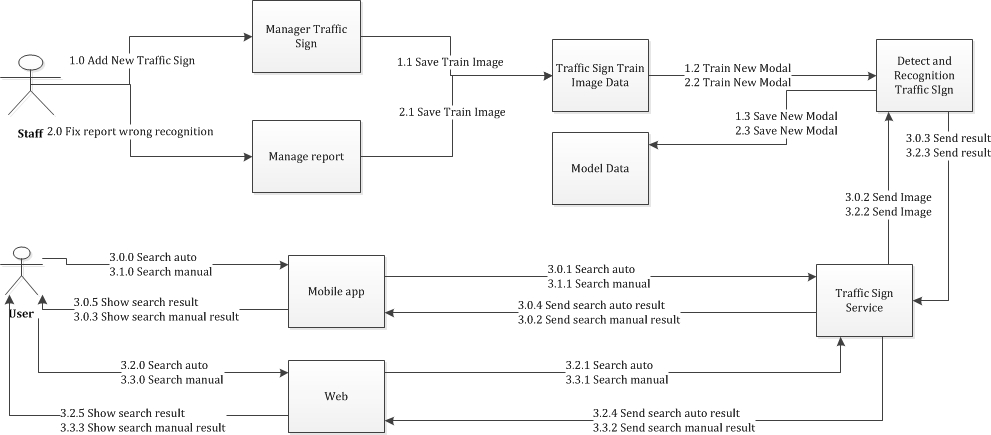 Manager Traffic
Sign
1.0 Add New Traffic Sign
1.1 Save Train Image
Traffic Sign Train
Image Data
1.2 Train New Modal
2.2 Train New Modal
Detect and
Recognition
Traffic SIgn
Staff
2.0 Fix report wrong recognition
2.1 Save Train Image
1.3 Save New Modal
2.3 Save New Modal
Manage report
Model Data
3.0.3 Send result
3.2.3 Send result
3.0.2 Send Image
3.2.2 Send Image
3.0.0 Search auto
3.1.0 Search manual
Mobile app
3.0.1 Search auto
3.1.1 Search manual
Traffic Sign
Service
User
3.0.5 Show search result
3.0.3 Show search manual result
3.0.4 Send search auto result
3.0.2 Send search manual result
3.2.0 Search auto
3.3.0 Search manual
Web
3.2.1 Search auto
3.3.1 Search manual
3.2.5 Show search result
3.3.3 Show search manual result
3.2.4 Send search auto result
3.3.2 Send search manual result